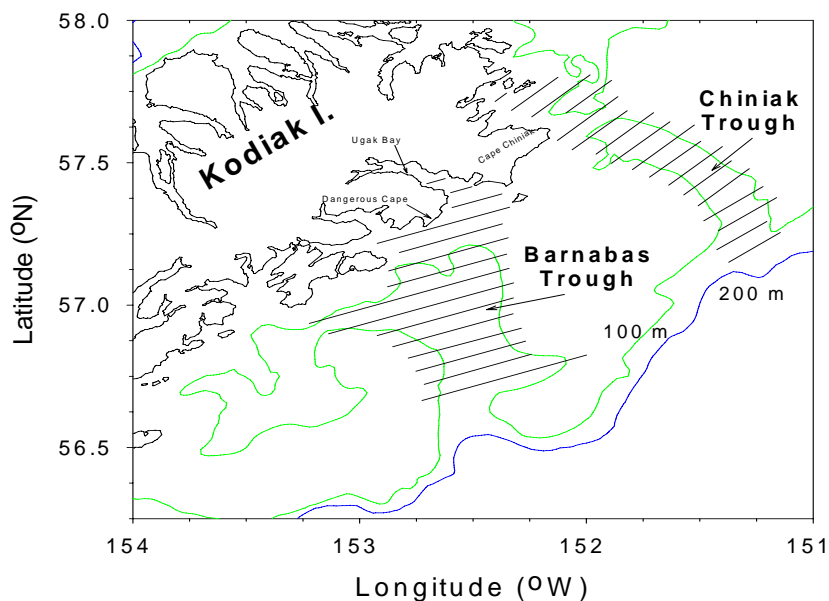 58.0
57.5
57.0
56.5
Latitude (ºN)
Kodiak I.
Ugak Bay
Cape Chiniak
Dangerous Cape
Chiniak
Trough
Barnabas
Trough
200 m
100 m
154
153
152
151
Longitude (ºW)